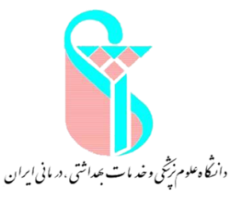 دانشگاه علوم پزشکی و خدمات بهداشتی ، درمانی ایران